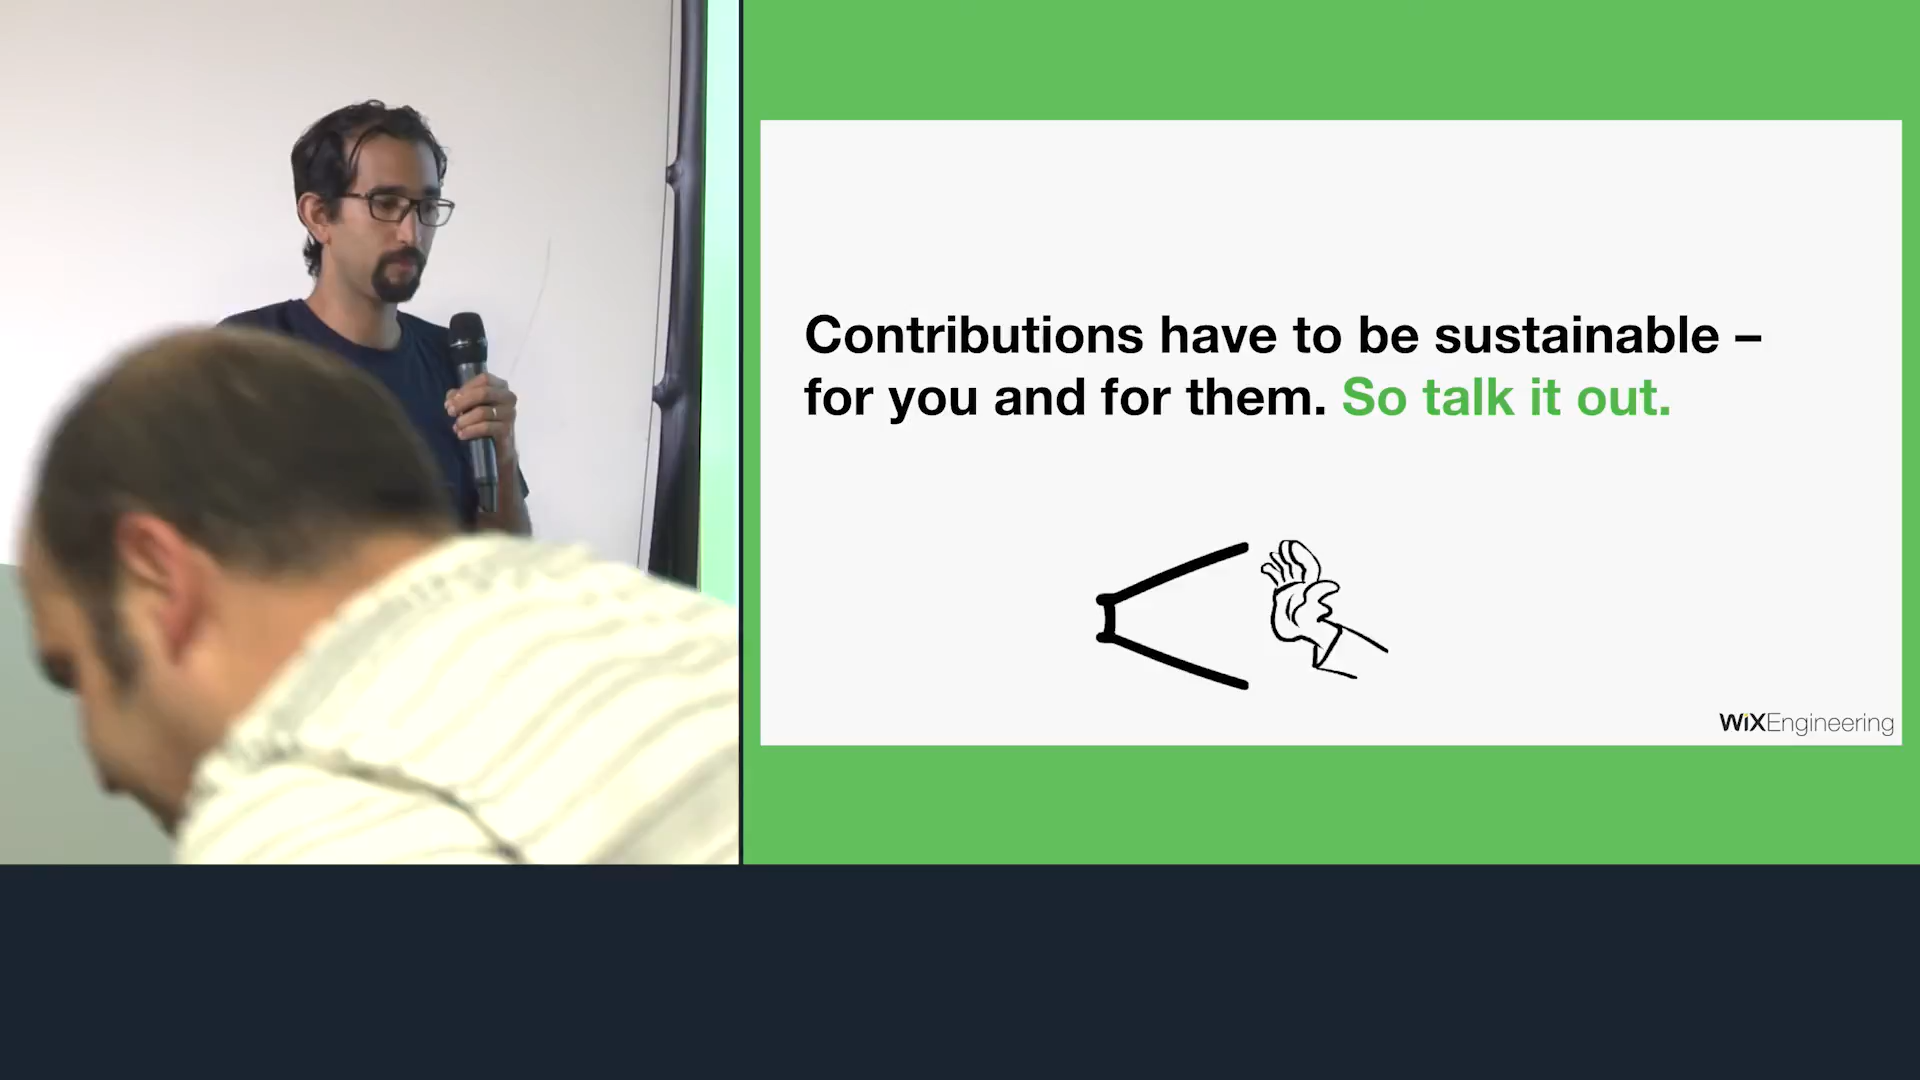 Contributions have to be sustainable –
for you and for them. So talk it out.
WiXEngineering